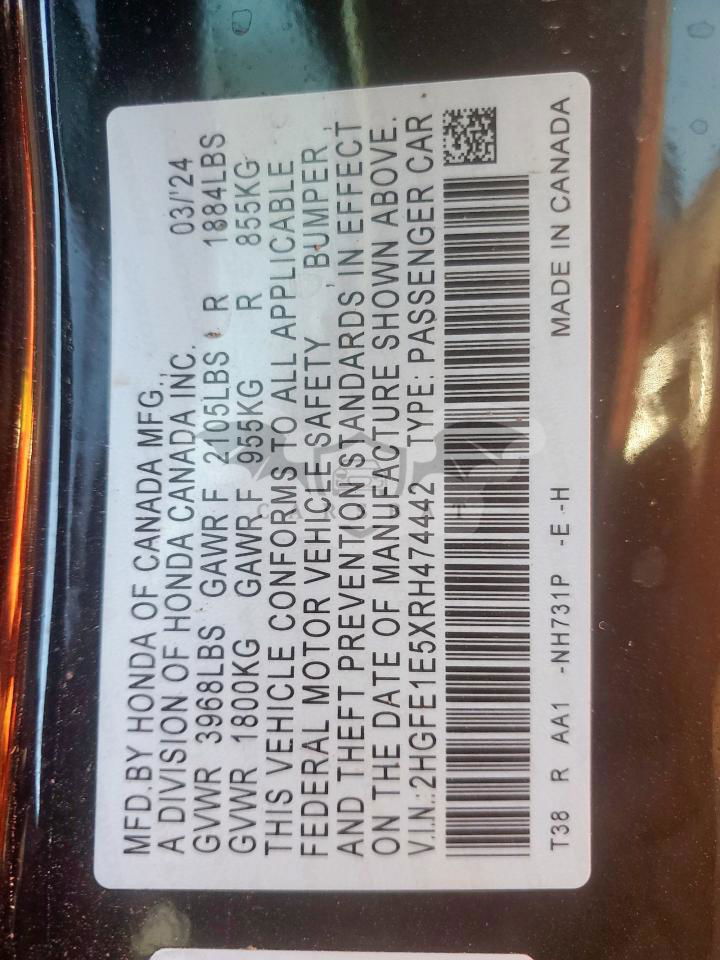 MFD.BY HONDA OF CANADA MFG.,
A DIVISION OF HONDA CANADA INC. 03/'24
GVWR 3968LBS GAWR F 2105LBS R 1884LBS
GVWR 1800KG GAWR F 955KG R 855KG
THIS VEHICLE CONFORMS TO ALL APPLICABLE
FEDERAL MOTOR VEHICLE SAFETY, BUMPER,
AND THEFT PREVENTION STANDARDS IN EFFECT
ON THE DATE OF MANUFACTURE SHOWN ABOVE.
V.I.N.:2HGFE1E5XRH474442 TYPE: PASSENGER CAR
T38 R AA1 -NH731P -E -H MADE IN CANADA